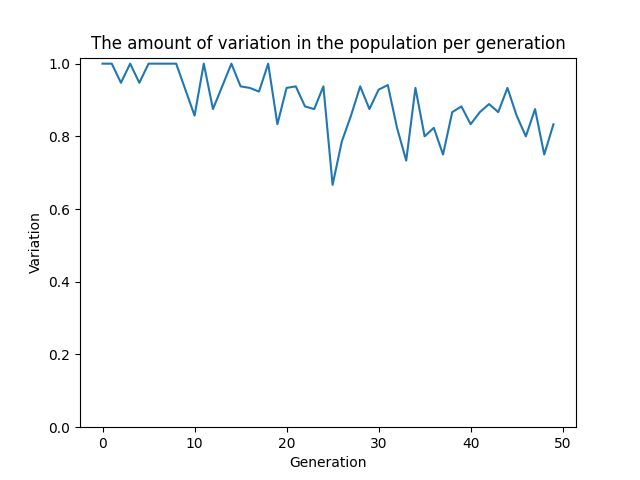 The amount of variation in the population per generation
1.0
0.8
0.6
0.4
0.2
0.0
Variation
0 10 20 30 40 50
Generation